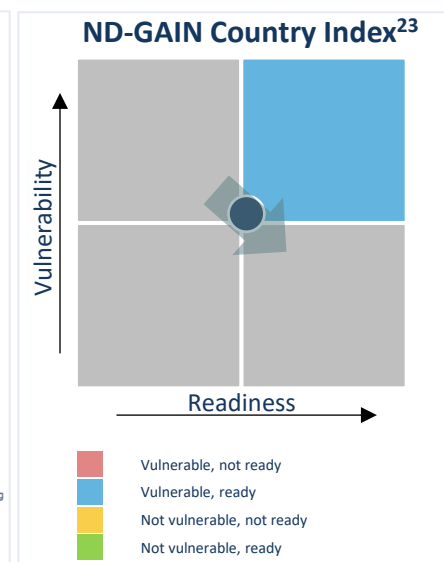 ND-GAIN Country Index23
Vulnerability
Readiness
Vulnerable, not ready
Vulnerable, ready
Not vulnerable, not ready
Not vulnerable, ready
g